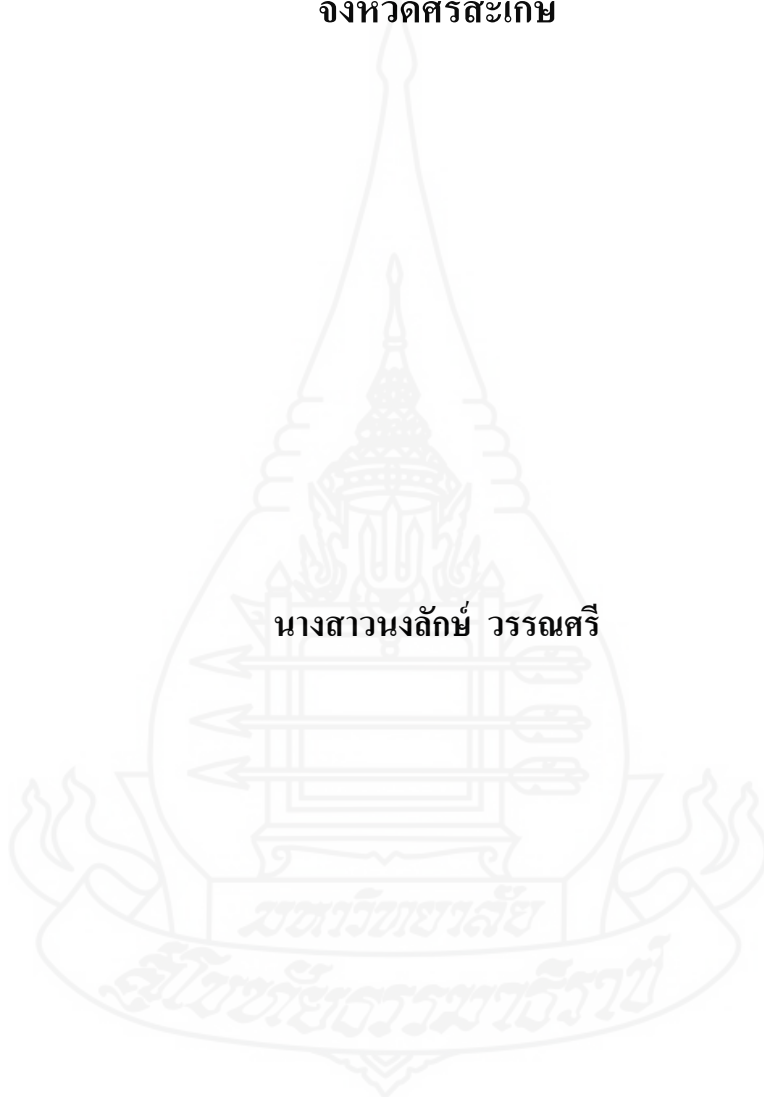 จังหวัดศรีสะเกษ
นางสาวนงลักษ์ วรรณศรี
มหาวิทยาลัย
สุโขทัยธรรมาธิราช